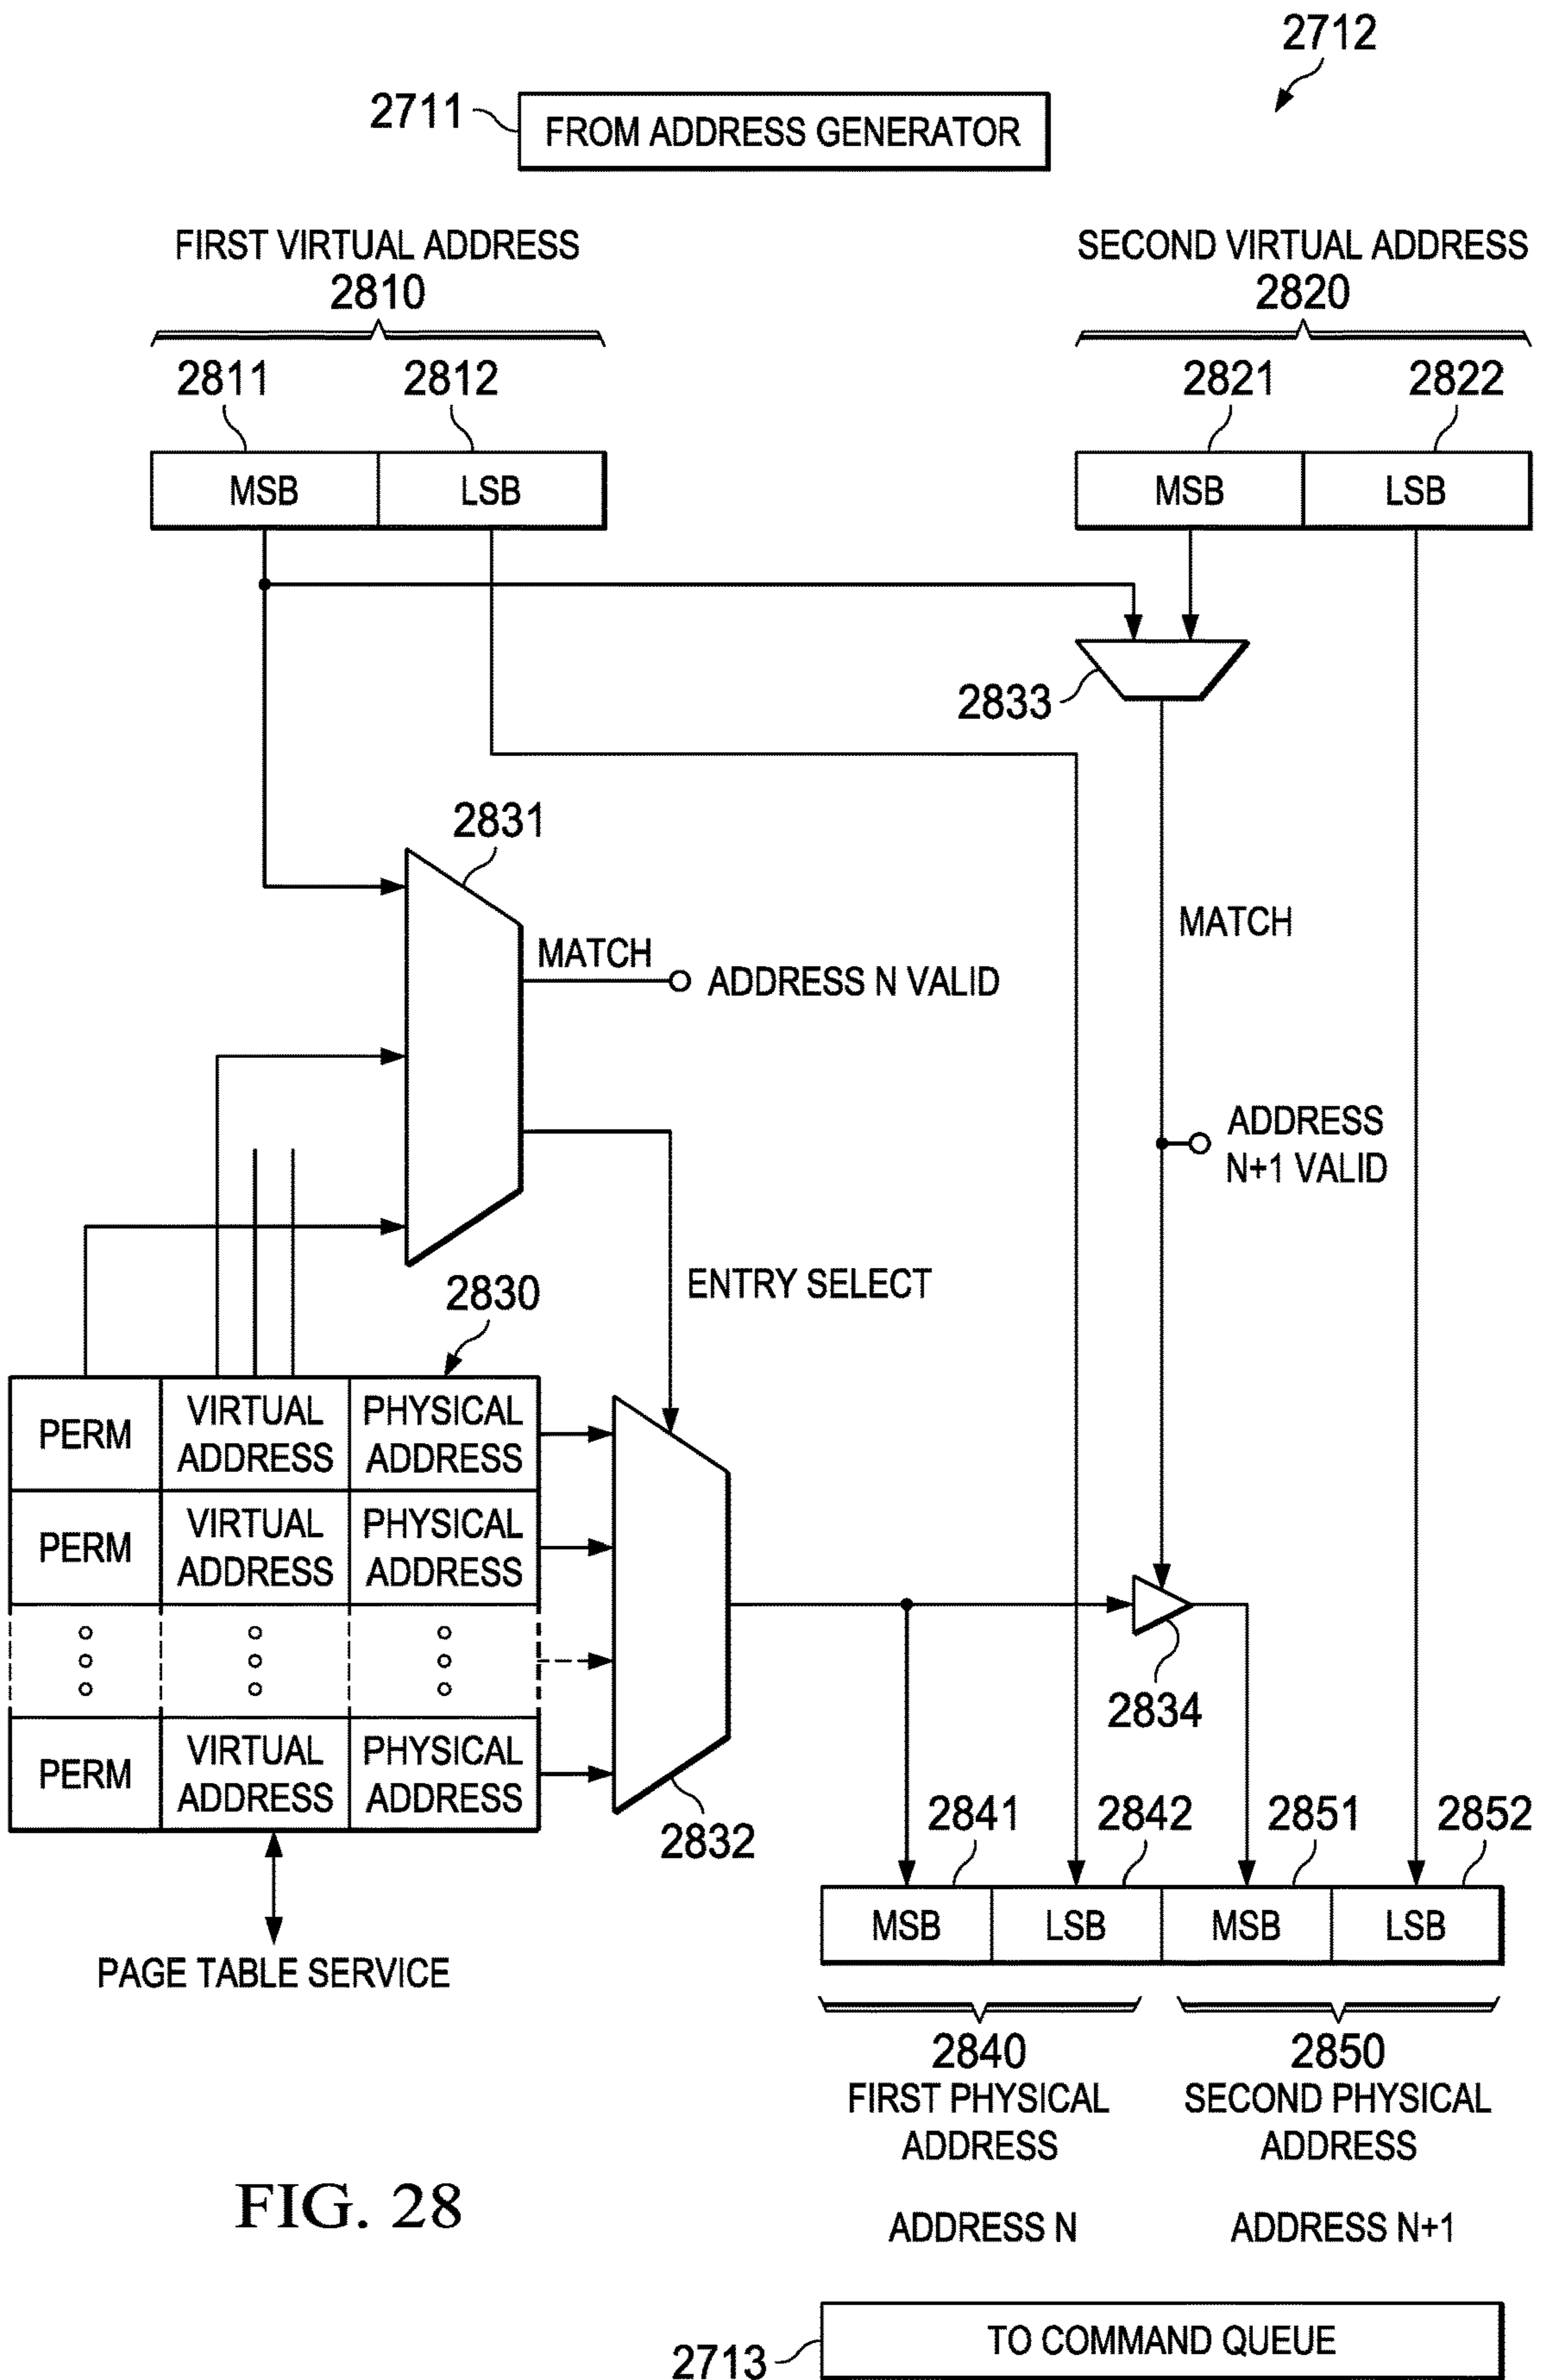 2712
2711
FROM ADDRESS GENERATOR
FIRST VIRTUAL ADDRESS
2810
SECOND VIRTUAL ADDRESS
2820
2811
2812
2821
2822
MSB
LSB
MSB
LSB
2833
2831
MATCH
MATCH
ADDRESS N VALID
ADDRESS
N+1 VALID
ENTRY SELECT
2830
PERM
VIRTUAL
ADDRESS
PHYSICAL
ADDRESS
PERM
VIRTUAL
ADDRESS
PHYSICAL
ADDRESS
PERM
VIRTUAL
ADDRESS
PHYSICAL
ADDRESS
2834
2832
2841
2842
2851
2852
MSB
LSB
MSB
LSB
PAGE TABLE SERVICE
2840
FIRST PHYSICAL
ADDRESS
2850
SECOND PHYSICAL
ADDRESS
FIG. 28
ADDRESS N
ADDRESS N+1
2713
TO COMMAND QUEUE